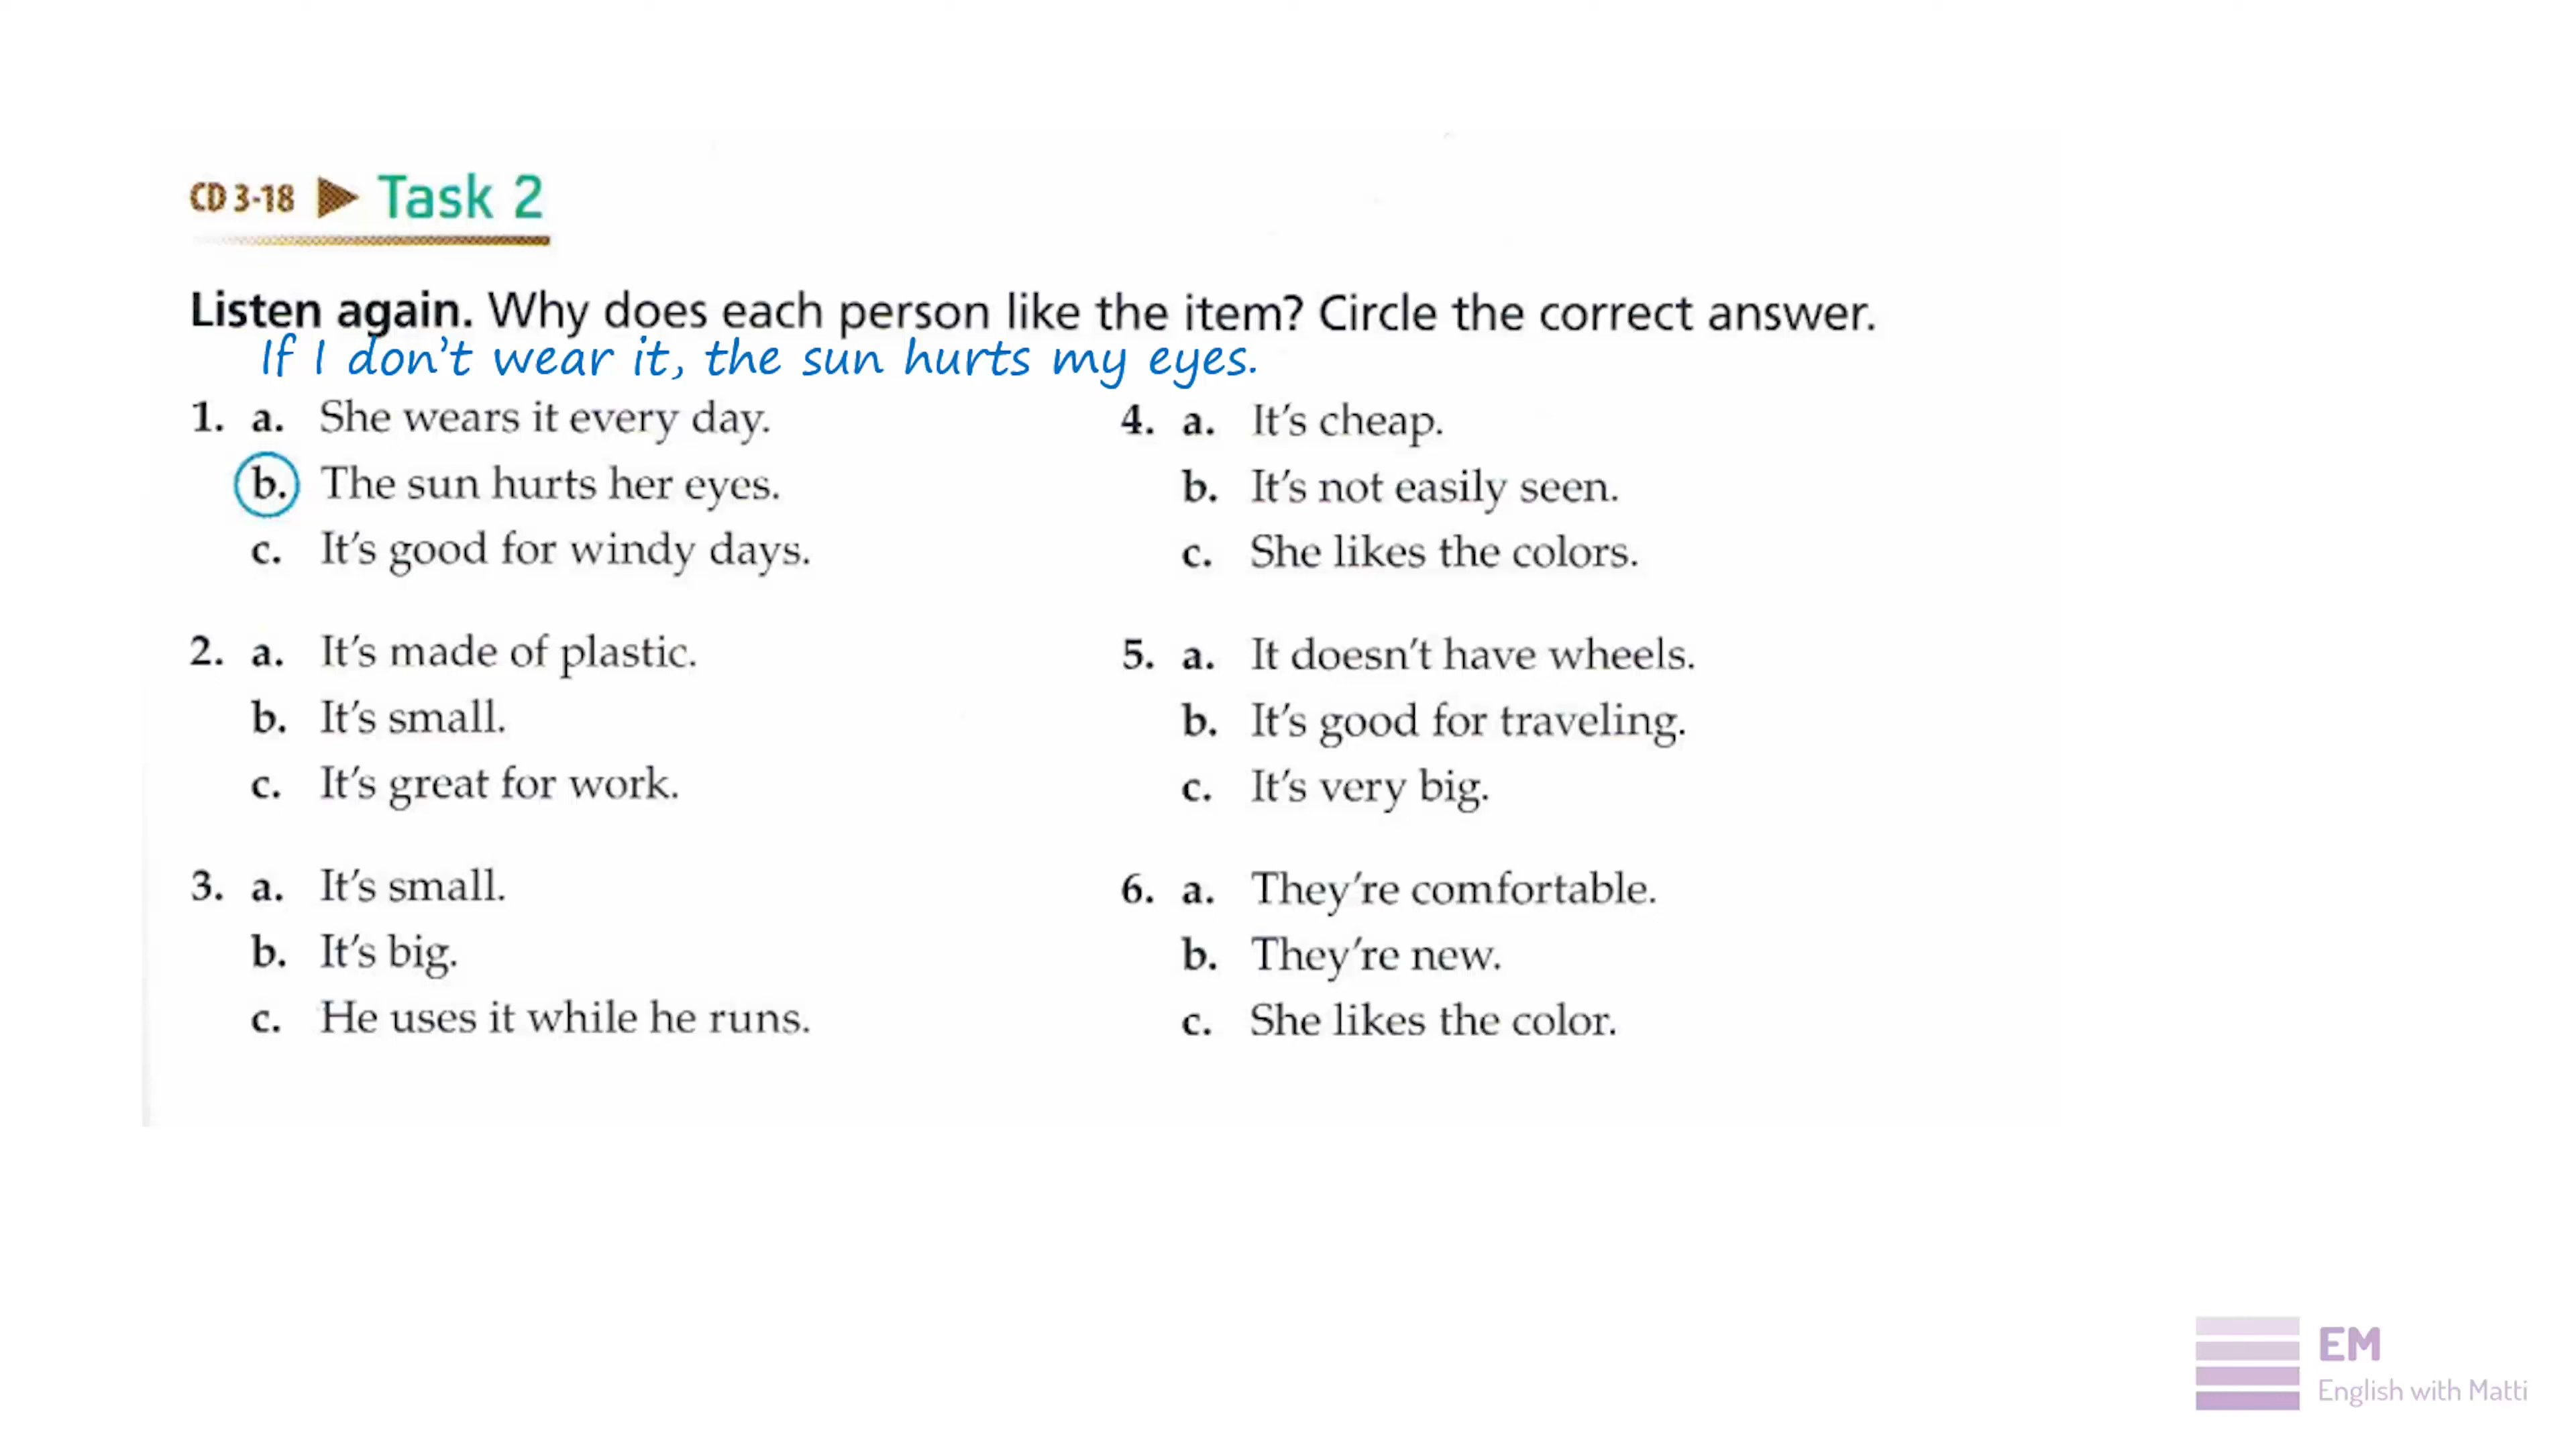 CD 3-18 ▶ Task 2
Listen again. Why does each person like the item? Circle the correct answer.
If I don't wear it, the sun hurts my eyes.
1. a. She wears it every day.
b. The sun hurts her eyes.
c. It's good for windy days.
2. a. It's made of plastic.
b. It's small.
c. It's great for work.
3. a. It's small.
b. It's big.
c. He uses it while he runs.
4. a. It's cheap.
b. It's not easily seen.
c. She likes the colors.
5. a. It doesn't have wheels.
b. It's good for traveling.
c. It's very big.
6. a. They're comfortable.
b. They're new.
c. She likes the color.
EM
English with Matti